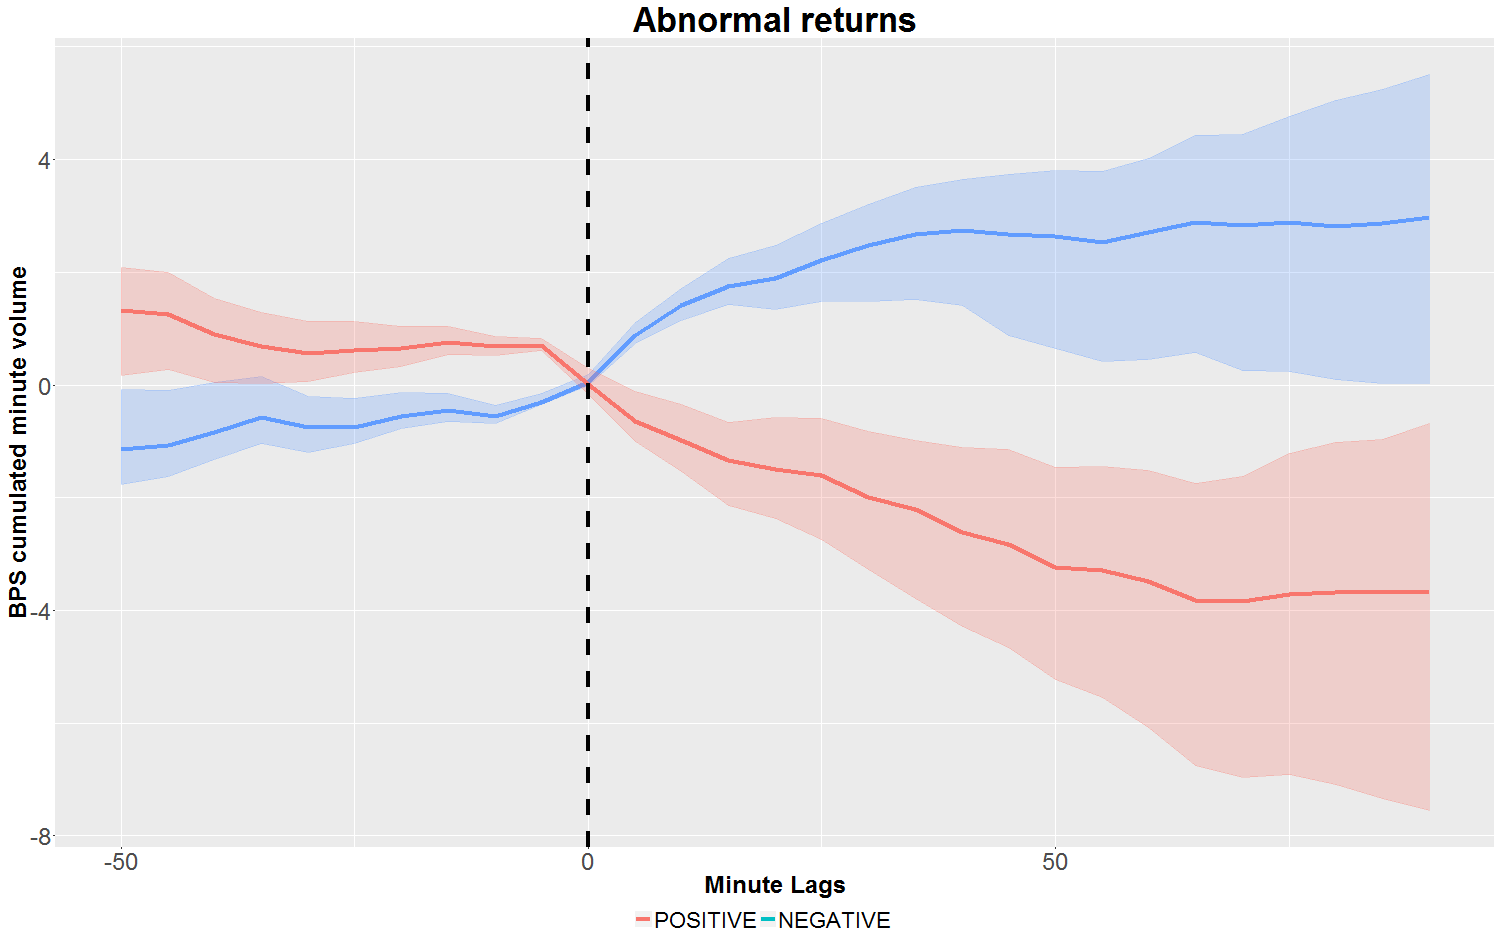 Abnormal returns
BPS cumulated minute volume
4
0
-4
-8
-50
0
50
Minute Lags
POSITIVE NEGATIVE